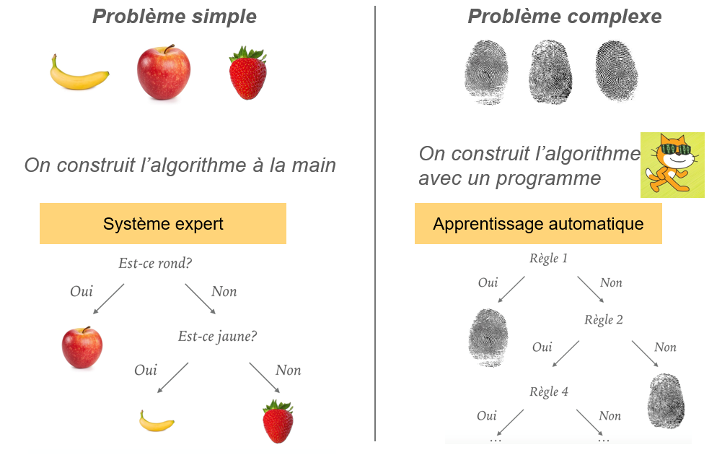 Problème simple
On construit l'algorithme à la main
Système expert
Est-ce rond?
Oui
Non
Est-ce jaune?
Oui
Non
Problème complexe
On construit l'algorithme
avec un programme
Apprentissage automatique
Règle 1
Oui
Non
Règle 2
Oui
Non
Règle 4
Oui
Non
...
...